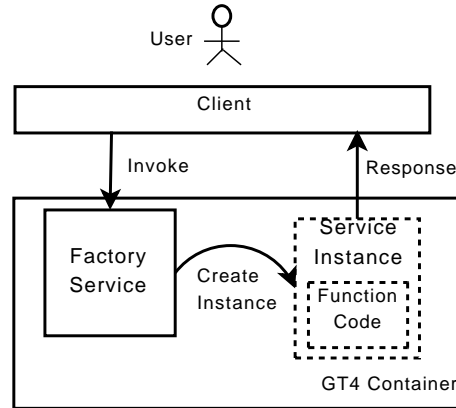 User
Client
Invoke
Response
Factory
Service
Create
Instance
Service
Instance
Function
Code
GT4 Container